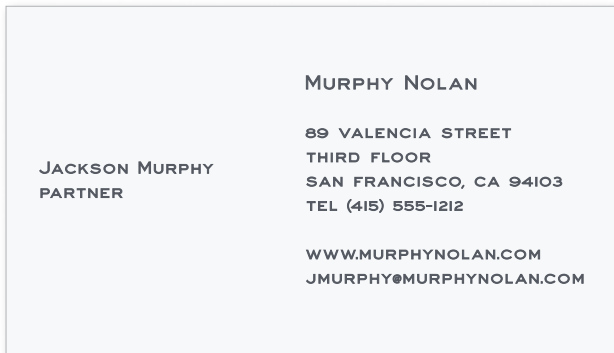 Jackson Murphy
PARTNER
Murphy Nolan
89 VALENCIA STREET
THIRD FLOOR
SAN FRANCISCO, CA 94103
TEL (415) 555-1212
WWW.MURPHYNOLAN.COM
JMURPHY@MURPHYNOLAN.COM